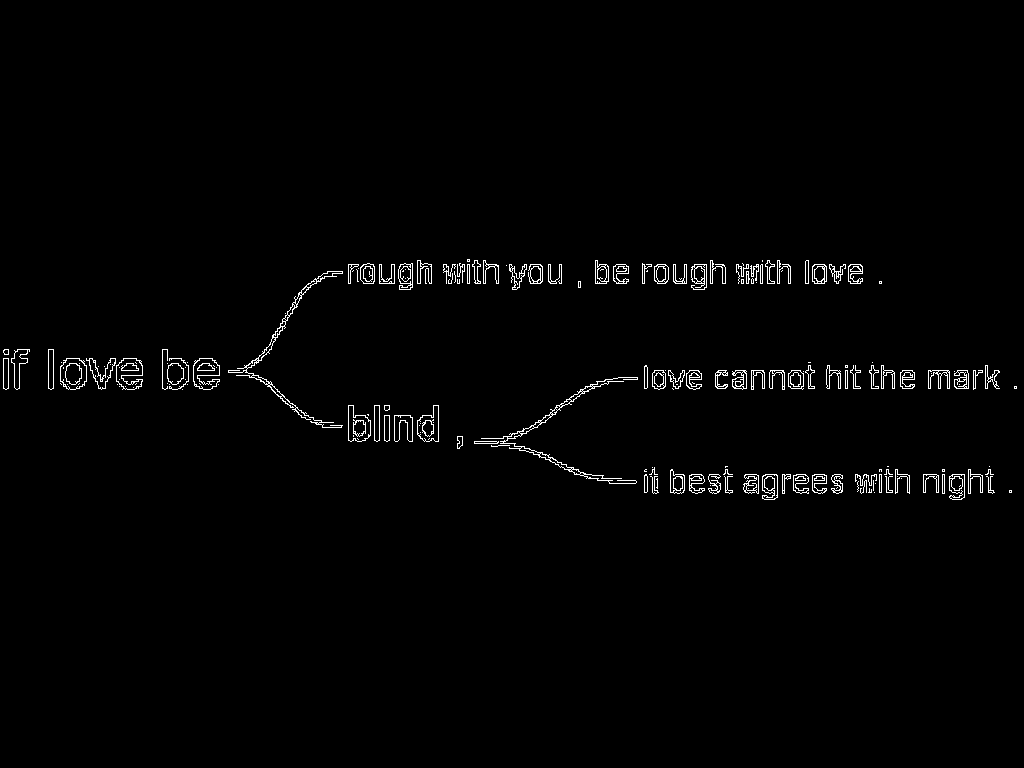 if love be
rough with you , be rough with love .
blind ,
love cannot hit the mark .
it best agrees with night .